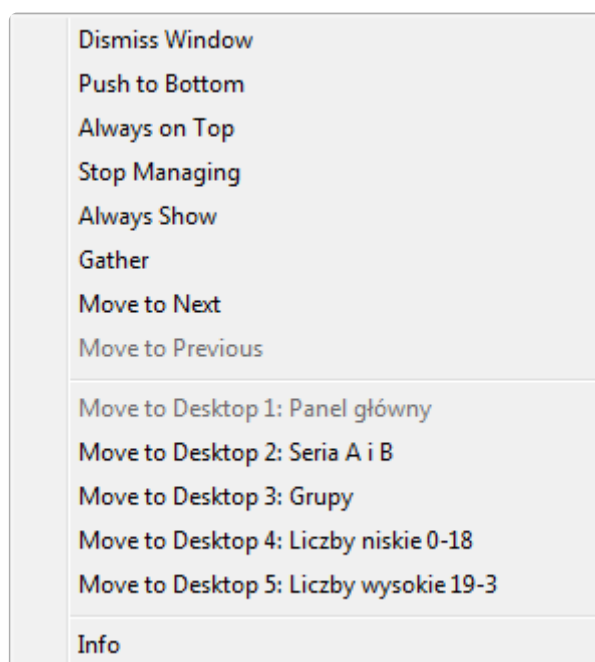 Dismiss Window
Push to Bottom
Always on Top
Stop Managing
Always Show
Gather
Move to Next
Move to Previous
Move to Desktop 1: Panel główny
Move to Desktop 2: Seria A i B
Move to Desktop 3: Grupy
Move to Desktop 4: Liczby niskie 0-18
Move to Desktop 5: Liczby wysokie 19-3
Info